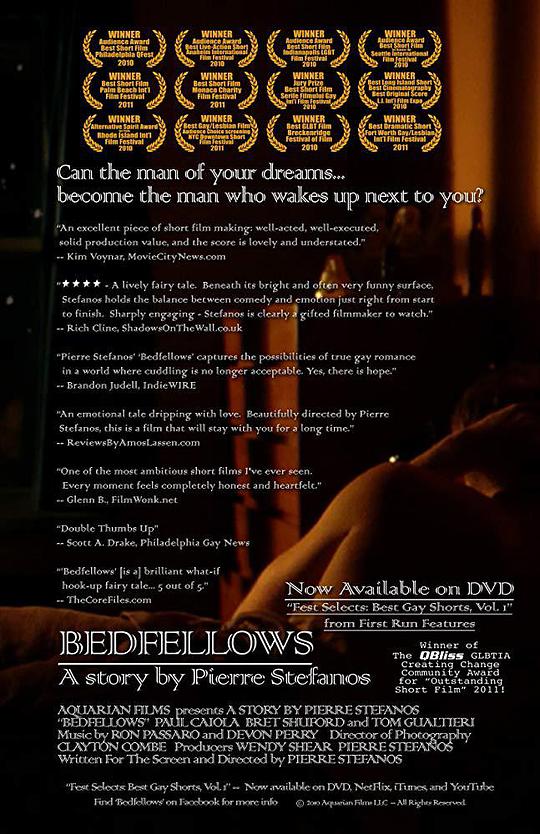 WINNER
Audience Award
Best Short Film
Philadelphia QFest
2010
WINNER
Best Live-Action Short
Anaheim International
Film Festival
2010
WINNER
Audience Award
Best Short Film
Indianapolis LGBT
Film Festival
2010
WINNER
Audience Award
Best Short Film
Seattle International
Film Festival
2010
WINNER
Best Short Film
Palm Beach Int'l
Film Festival
2011
WINNER
Best Short Film
Monaco Charity
Film Festival
2011
WINNER
Jury Prize
Best Short Film
Serile Filmului Gay
Int'l Film Festival
2010
WINNER
Best Long Island Short
Best Cinematography
Best Original Score
L.I. Int'l Film Expo
2010
WINNER
Alternative Spirit Award
Rhode Island Int'l
Film Festival
2010
WINNER
Best Gay/Lesbian Film
Audience Choice screening
NYC Downtown Short
Film Festival
2010
WINNER
Best GLBT Film
Breckenridge
Festival of Film
2010
WINNER
Best Dramatic Short
Fort Worth Gay/Lesbian
Int'l Film Festival
2010
Can the man of your dreams...
become the man who wakes up next to you?
"An excellent piece of short film making: well-acted, well-executed,
solid production value, and the score is lovely and understated."
-- Kim Voynar, MovieCityNews.com
"★★★★ - A lively fairy tale. Beneath its bright and often very funny surface,
Stefanos holds the balance between comedy and emotion just right from start
to finish. Sharply engaging - Stefanos is clearly a gifted filmmaker to watch."
-- Rich Cline, ShadowsOnTheWall.co.uk
"Pierre Stefanos' 'Bedfellows' captures the possibilities of true gay romance
in a world where cuddling is no longer acceptable. Yes, there is hope."
-- Brandon Judell, IndieWIRE
"An emotional tale dripping with love. Beautifully directed by Pierre
Stefanos, this is a film that will stay with you for a long time."
-- ReviewsByAmosLassen.com
"One of the most ambitious short films I've ever seen.
Every moment feels completely honest and heartfelt."
-- Glenn B., FilmWonk.net
"Double Thumbs Up"
-- Scott A. Drake, Philadelphia Gay News
"'Bedfellows' [is a] brilliant what-if
hook-up fairy tale... 5 out of 5."
-- TheCoreFiles.com
Now Available on DVD
"Fest Selects: Best Gay Shorts, Vol. 1"
from First Run Features
BEDFELLOWS
A story by Pierre Stefanos
Winner of
The QBliss GLBTIA
Creating Change
Community Award
for "Outstanding
Short Film" 2011!
AQUARIAN FILMS presents A STORY BY PIERRE STEFANOS
"BEDFELLOWS" PAUL CAIOLA BRET SHUFORD and TOM GUALTIERI
Music by RON PASSARO and DEVON PERRY Director of Photography
CLAYTON COMBE Producers WENDY SHEAR PIERRE STEFANOS
Written For The Screen and Directed by PIERRE STEFANOS
"Fest Selects: Best Gay Shorts, Vol. 1" -- Now available on DVD, NetFlix, iTunes, and YouTube
Find 'Bedfellows' on Facebook for more info © 2010 Aquarian Films LLC -- All Rights Reserved.